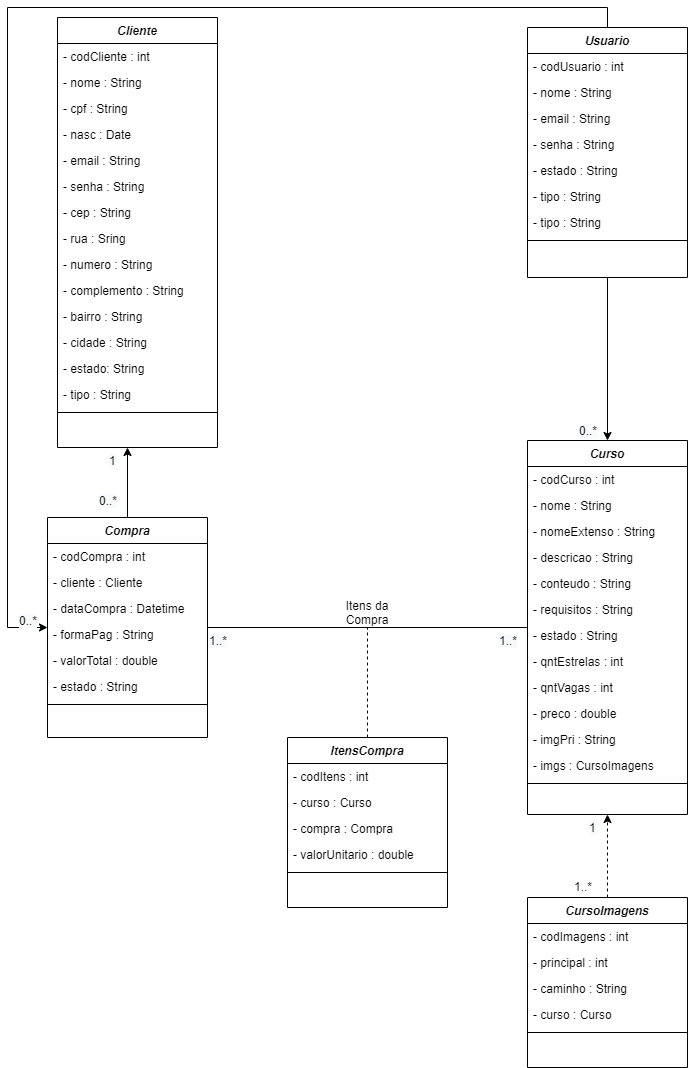 Cliente
- codCliente : int
- nome : String
- cpf : String
- nasc : Date
- email : String
- senha : String
- cep : String
- rua : Sring
- numero : String
- complemento : String
- bairro : String
- cidade : String
- estado: String
- tipo : String
Usuario
- codUsuario : int
- nome : String
- email : String
- senha : String
- estado : String
- tipo : String
- tipo : String
1
0..*
0..*
Compra
- codCompra : int
- cliente : Cliente
- dataCompra : Datetime
- formaPag : String
- valorTotal : double
- estado : String
0..*
1..*
Itens da
Compra
1..*
Curso
- codCurso : int
- nome : String
- nomeExtenso : String
- descricao : String
- conteudo : String
- requisitos : String
- estado : String
- qntEstrelas : int
- qntVagas : int
- preco : double
- imgPri : String
- imgs : CursoImagens
ItensCompra
- codItens : int
- curso : Curso
- compra : Compra
- valorUnitario : double
1
1..*
CursoImagens
- codImagens : int
- principal : int
- caminho : String
- curso : Curso